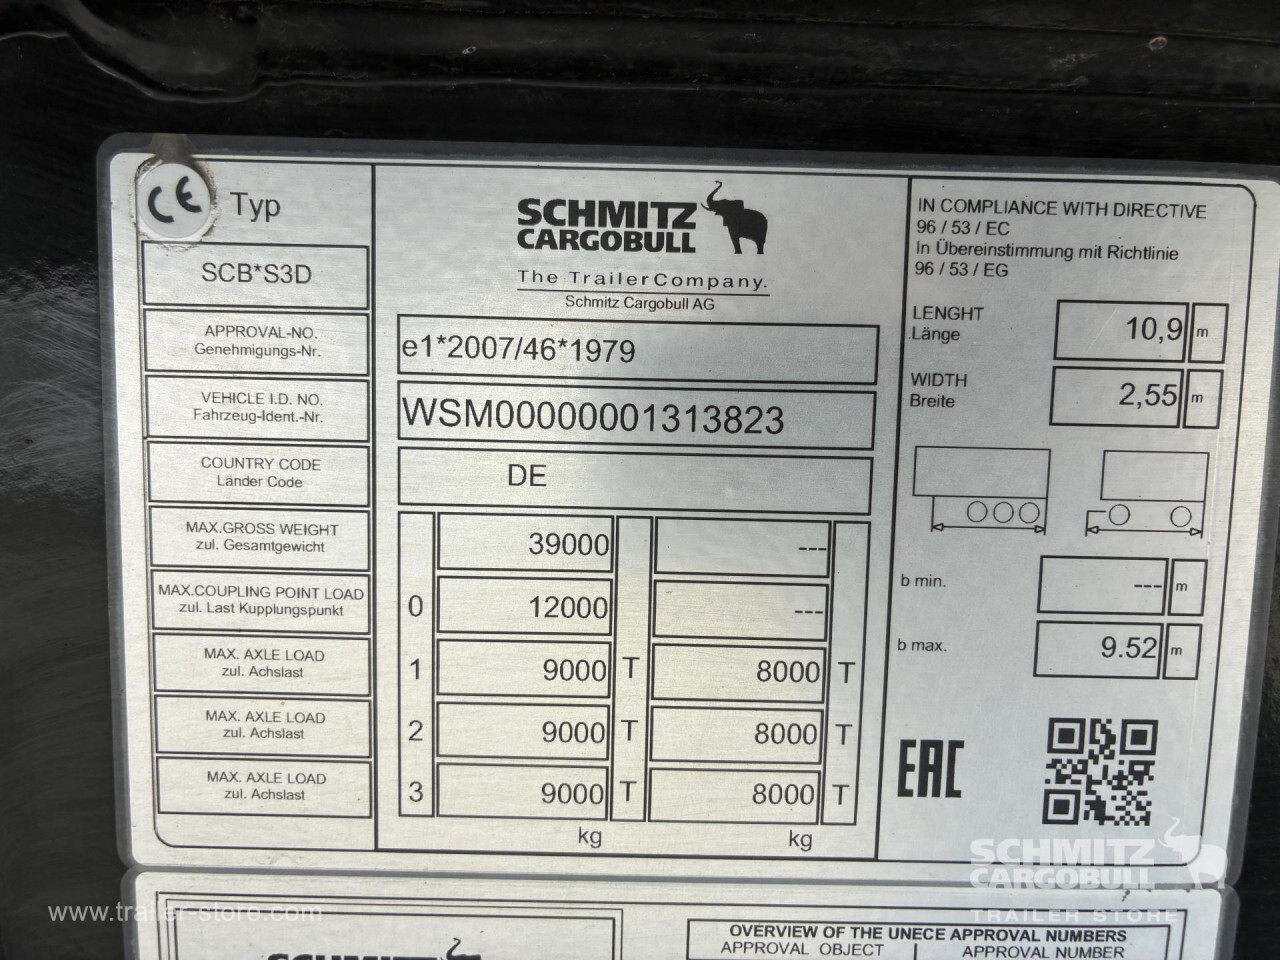 CE Typ
SCB*S3D
APPROVAL-NO.
Genehmigungs-Nr.
VEHICLE I.D. NO.
Fahrzeug-Ident.-Nr.
COUNTRY CODE
Länder Code
MAX.GROSS WEIGHT
zul. Gesamtgewicht
MAX.COUPLING POINT LOAD
zul. Last Kupplungspunkt
MAX. AXLE LOAD
zul. Achslast
MAX. AXLE LOAD
zul. Achslast
MAX. AXLE LOAD
zul. Achslast
SCHMITZ
CARGOBULL
The TrailerCompany.
Schmitz Cargobull AG
e1*2007/46*1979
WSM00000001313823
DE
39000 ---
0 12000 ---
1 9000 T 8000 T
2 9000 T 8000 T
3 9000 T 8000 T
kg kg
IN COMPLIANCE WITH DIRECTIVE
96 / 53 / EC
In Übereinstimmung mit Richtlinie
96 / 53 / EG
LENGHT
Länge
10,9 m
WIDTH
Breite
2,55 m
b min. --- m
b max. 9.52 m
EAC
SCHMITZ
CARGOBULL
TRAILER STORE
www.trailer-store.com
SCHMITZ
OVERVIEW OF THE UNECE APPROVAL NUMBERS
APPROVAL OBJECT APPROVAL NUMBER